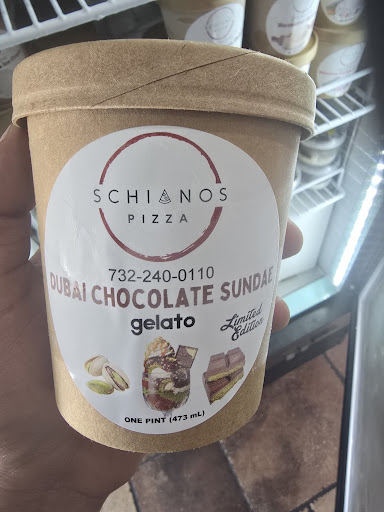 SCHIANOS
PIZZA
732-240-0110
DUBAI CHOCOLATE SUNDAE
gelato
Limited
Edition
ONE PINT (473 mL)